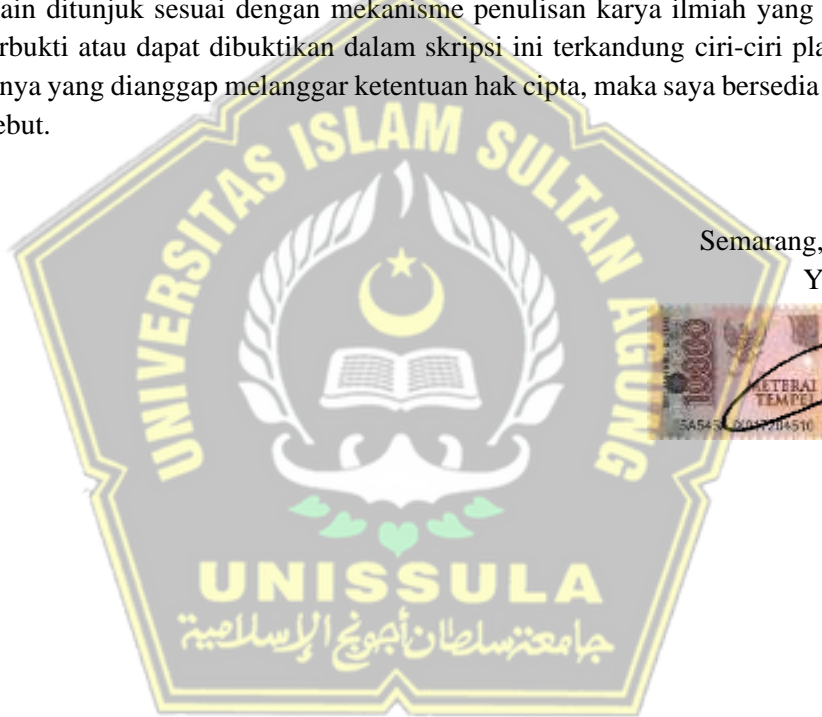 ain ditunjuk sesuai dengan mekanisme penulisan karya ilmiah yang
rbukti atau dapat dibuktikan dalam skripsi ini terkandung ciri-ciri pla
nya yang dianggap melanggar ketentuan hak cipta, maka saya bersedia
ebut.
UNIVERSITAS ISLAM SULTAN AGUNG
Semarang,
Y
10000
METERAI
TEMPEL
UNISSULA
جامعتنسلطان أجونج الإسلامية